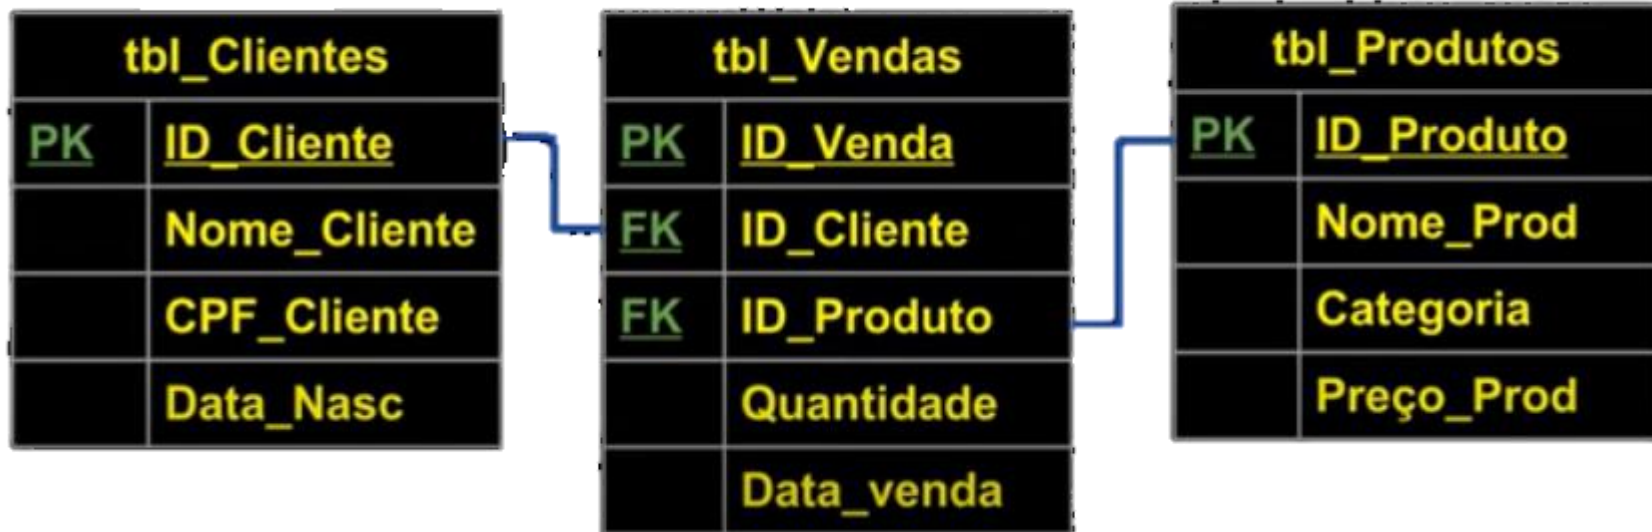 tbl_Clientes
PK ID_Cliente
Nome_Cliente
CPF_Cliente
Data_Nasc
tbl_Vendas
PK ID_Venda
FK ID_Cliente
FK ID_Produto
Quantidade
Data_venda
tbl_Produtos
PK ID_Produto
Nome_Prod
Categoria
Preço_Prod